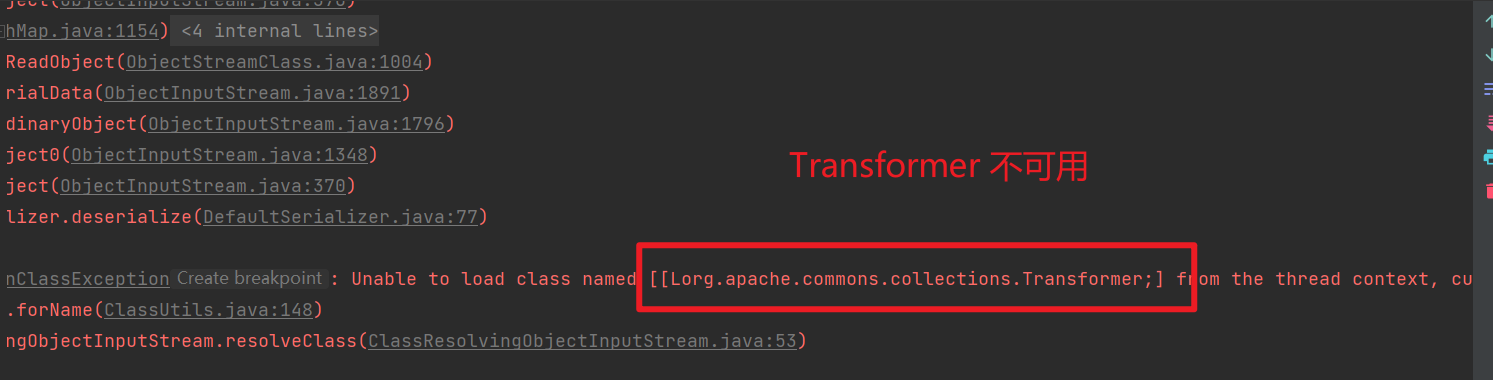 ject(ObjectInputStream.java:370)
hMap.java:1154) <4 internal lines>
ReadObject(ObjectStreamClass.java:1004)
rialData(ObjectInputStream.java:1891)
dinaryObject(ObjectInputStream.java:1796)
ject0(ObjectInputStream.java:1348)
Transformer 不可用
ject(ObjectInputStream.java:370)
lizer.deserialize(DefaultSerializer.java:77)
nClassException Create breakpoint : Unable to load class named [[Lorg.apache.commons.collections.Transformer;] from the thread context, cu
.forName(ClassUtils.java:148)
ngObjectInputStream.resolveClass(ClassResolvingObjectInputStream.java:53)